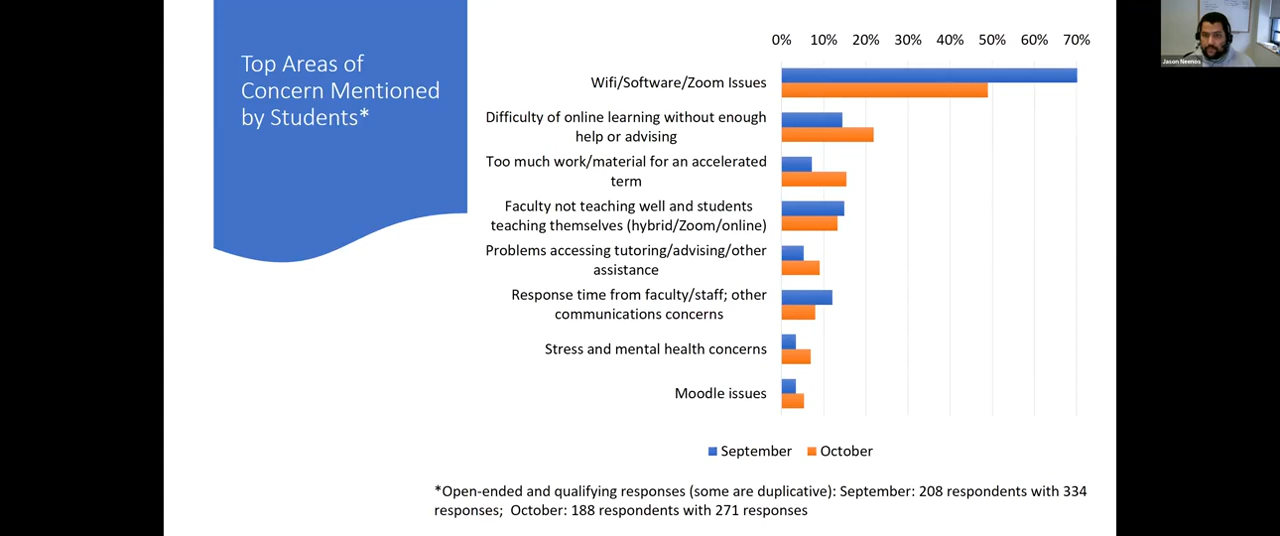 Top Areas of
Concern Mentioned
by Students*
0% 10% 20% 30% 40% 50% 60% 70%
Wifi/Software/Zoom Issues
Difficulty of online learning without enough
help or advising
Too much work/material for an accelerated
term
Faculty not teaching well and students
teaching themselves (hybrid/Zoom/online)
Problems accessing tutoring/advising/other
assistance
Response time from faculty/staff; other
communications concerns
Stress and mental health concerns
Moodle issues
September October
*Open-ended and qualifying responses (some are duplicative): September: 208 respondents with 334
responses; October: 188 respondents with 271 responses
Jason Neenos